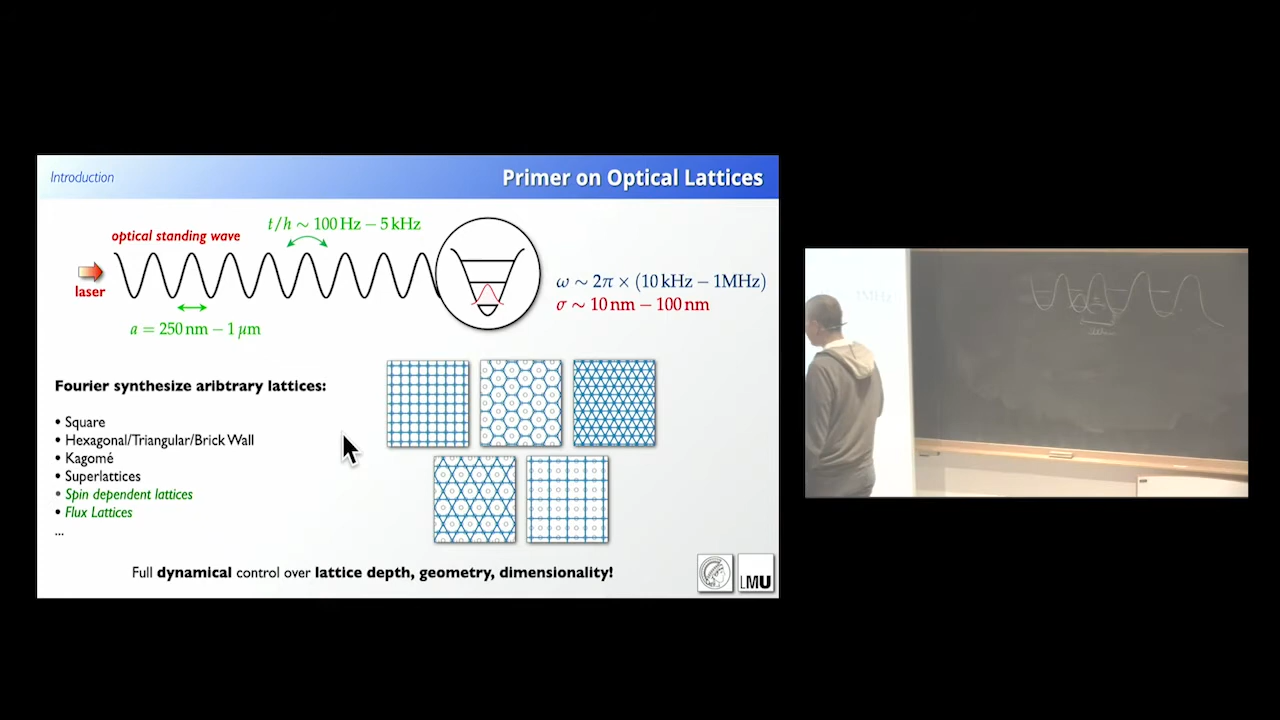 Introduction
Primer on Optical Lattices
t/h ∼ 100 Hz − 5 kHz
optical standing wave
laser
ω ∼ 2π × (10 kHz − 1MHz)
σ ∼ 10 nm − 100 nm
a = 250 nm − 1 μm
Fourier synthesize aribtrary lattices:
• Square
• Hexagonal/Triangular/Brick Wall
• Kagomé
• Superlattices
• Spin dependent lattices
• Flux Lattices
...
Full dynamical control over lattice depth, geometry, dimensionality!
LMU